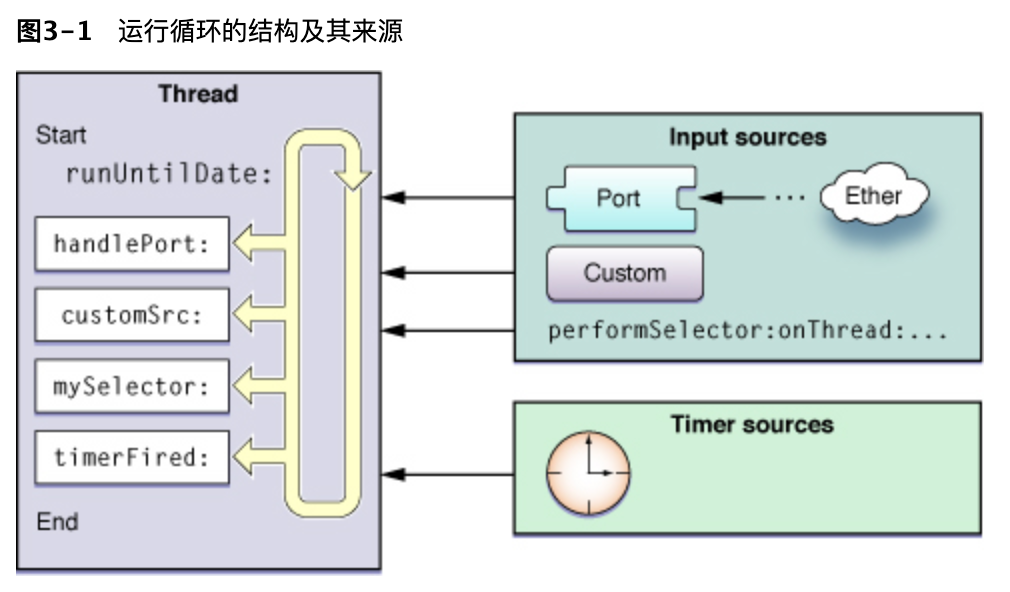 图3-1 运行循环的结构及其来源
Thread
Start
runUntilDate:
handlePort:
customSrc:
mySelector:
timerFired:
End
Input sources
Port
... Ether
Custom
performSelector:onThread:...
Timer sources